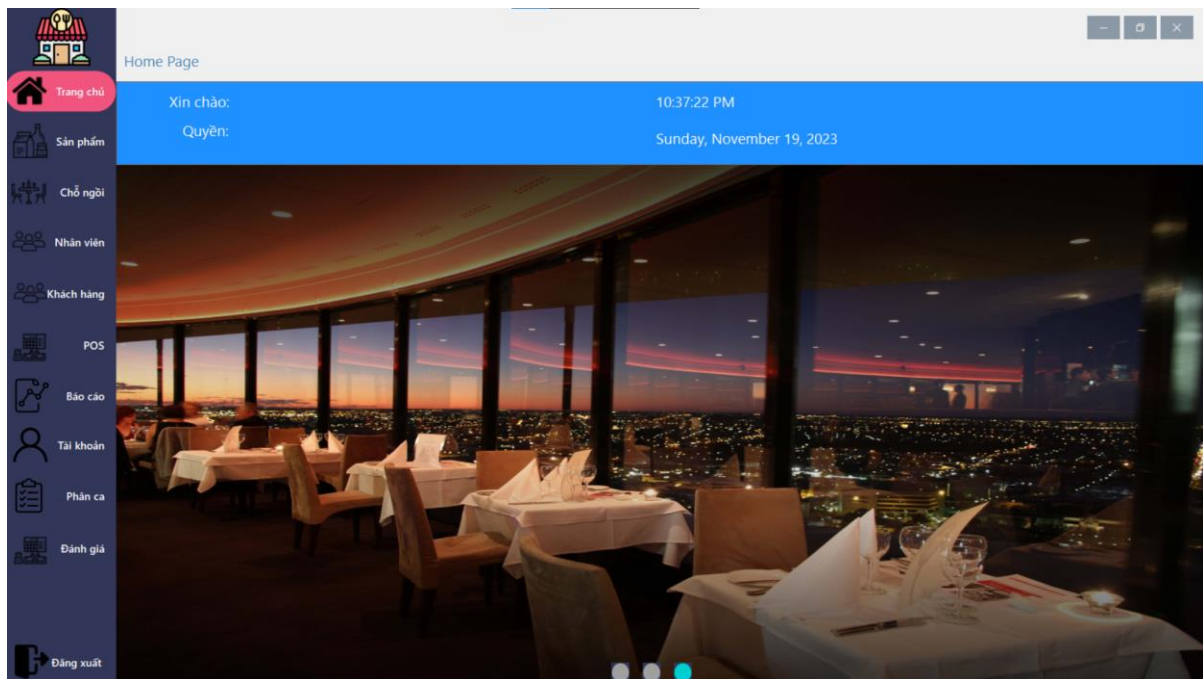 Home Page
Trang chủ
Xin chào:
10:37:22 PM
Quyền:
Sunday, November 19, 2023
Sản phẩm
Chỗ ngồi
Nhân viên
Khách hàng
POS
Báo cáo
Tài khoản
Phân ca
Đánh giá
Đăng xuất